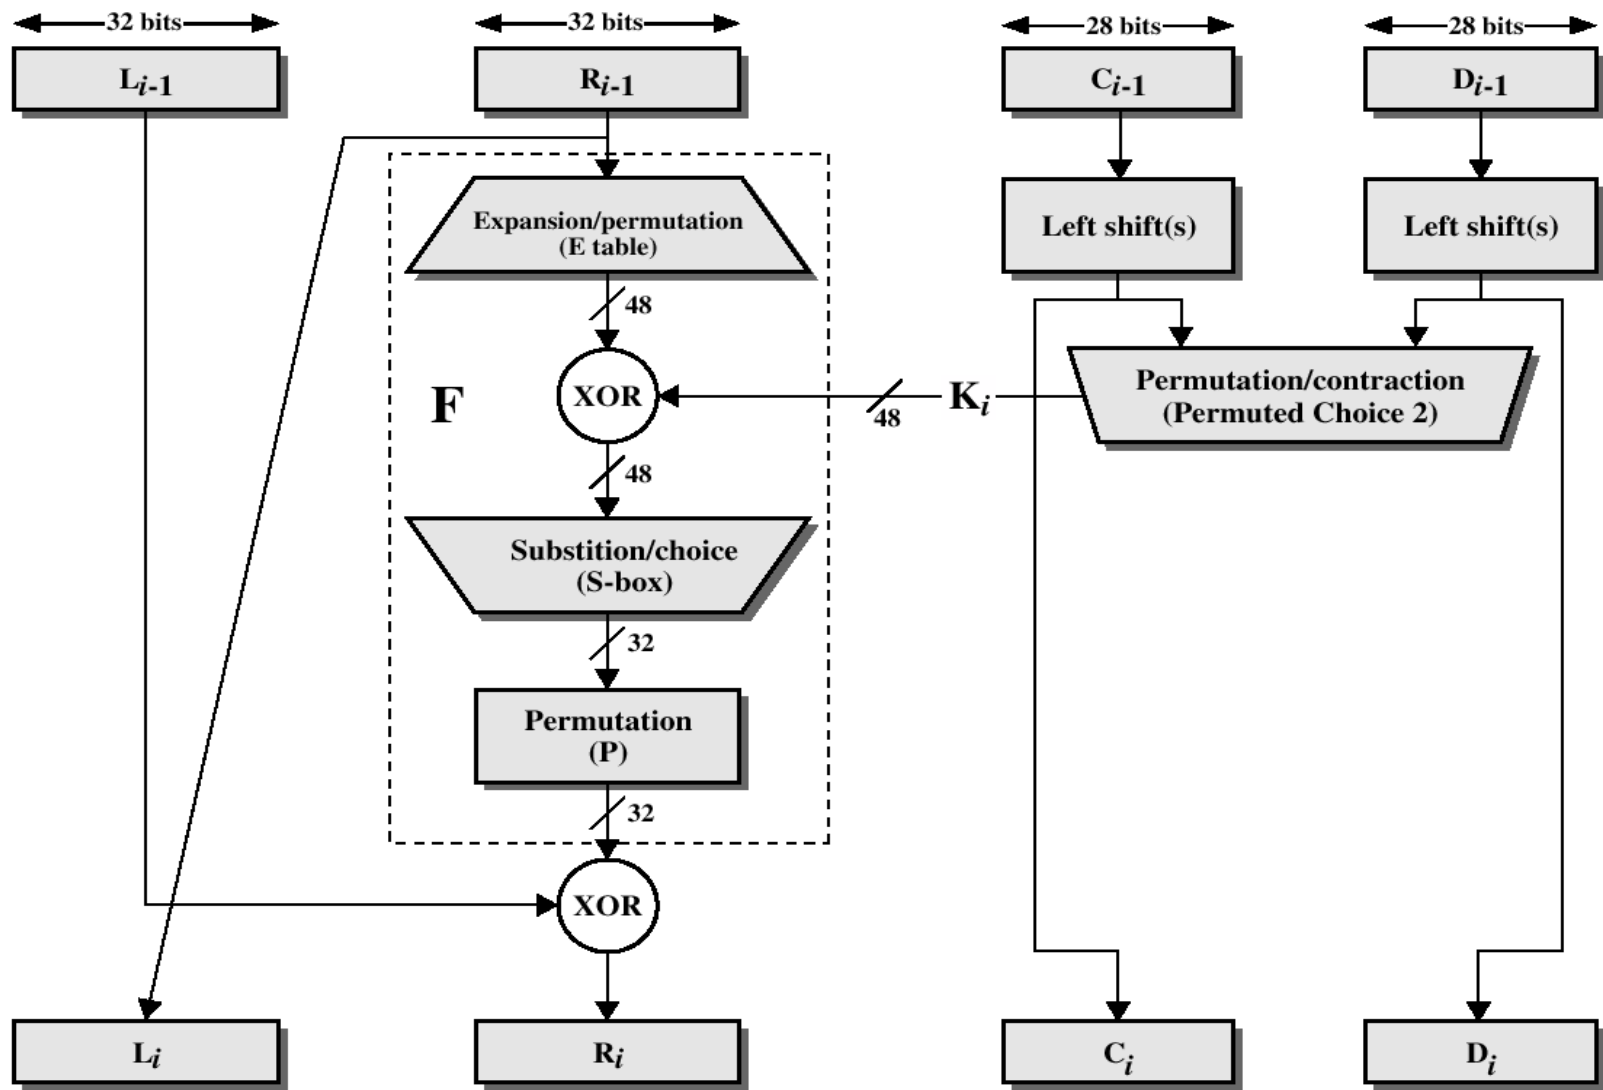 32 bits
32 bits
28 bits
28 bits
Li-1
Ri-1
Ci-1
Di-1
Expansion/permutation
(E table)
Left shift(s)
Left shift(s)
48
F
XOR
48
Ki
Permutation/contraction
(Permuted Choice 2)
48
Substition/choice
(S-box)
32
Permutation
(P)
32
XOR
Li
Ri
Ci
Di